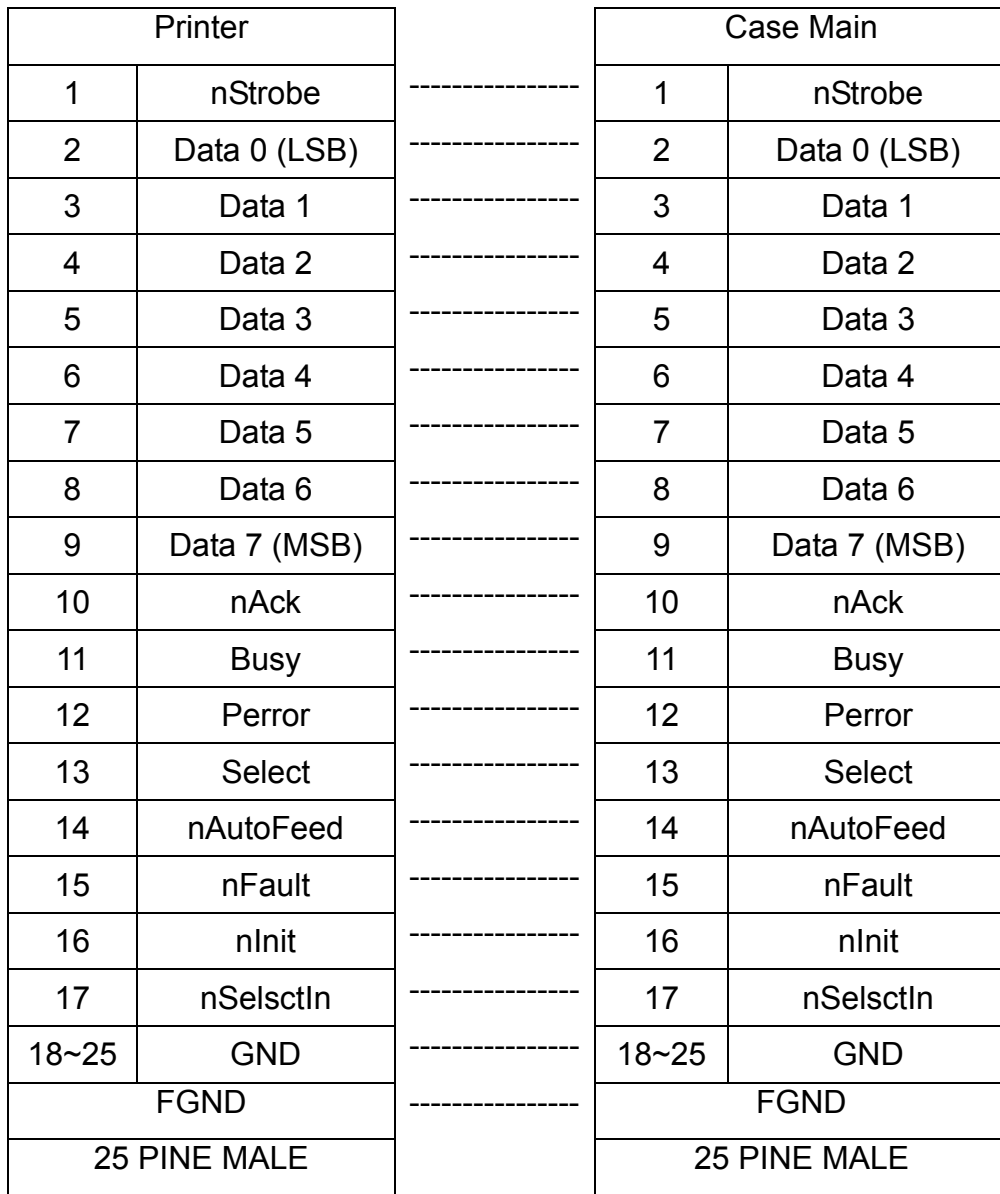 Printer Case Main
1 nStrobe ---------------- 1 nStrobe
2 Data 0 (LSB) ---------------- 2 Data 0 (LSB)
3 Data 1 ---------------- 3 Data 1
4 Data 2 ---------------- 4 Data 2
5 Data 3 ---------------- 5 Data 3
6 Data 4 ---------------- 6 Data 4
7 Data 5 ---------------- 7 Data 5
8 Data 6 ---------------- 8 Data 6
9 Data 7 (MSB) ---------------- 9 Data 7 (MSB)
10 nAck ---------------- 10 nAck
11 Busy ---------------- 11 Busy
12 Perror ---------------- 12 Perror
13 Select ---------------- 13 Select
14 nAutoFeed ---------------- 14 nAutoFeed
15 nFault ---------------- 15 nFault
16 nInit ---------------- 16 nInit
17 nSelsctIn ---------------- 17 nSelsctIn
18~25 GND ---------------- 18~25 GND
FGND ---------------- FGND
25 PINE MALE 25 PINE MALE